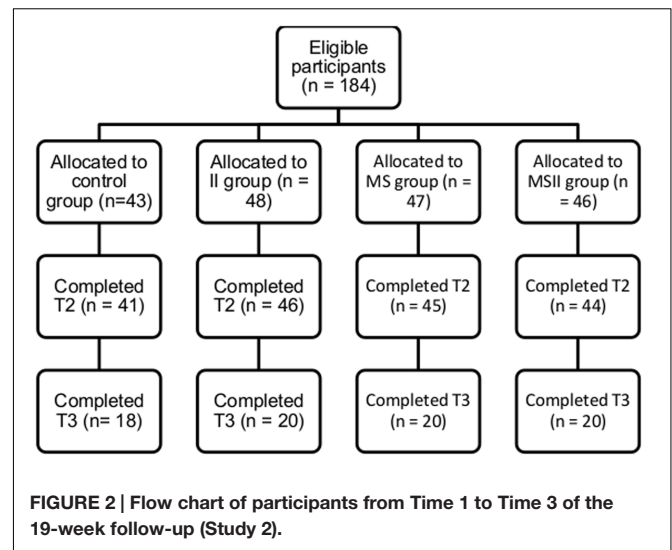 Eligible
participants
(n = 184)
Allocated to
control
group (n=43)
Allocated to
II group (n =
48)
Allocated to
MS group (n =
47)
Allocated to
MSII group (n
= 46)
Completed
T2 (n = 41)
Completed
T2 (n = 46)
Completed T2
(n = 45)
Completed T2
(n = 44)
Completed
T3 (n= 18)
Completed
T3 (n = 20)
Completed T3
(n = 20)
Completed T3
(n = 20)
FIGURE 2 | Flow chart of participants from Time 1 to Time 3 of the
19-week follow-up (Study 2).